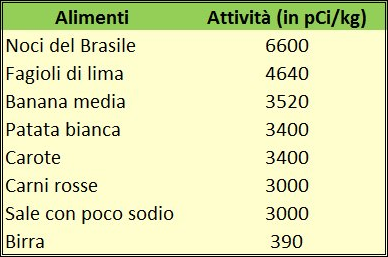 Alimenti Attività (in pCi/kg)
Noci del Brasile 6600
Fagioli di lima 4640
Banana media 3520
Patata bianca 3400
Carote 3400
Carni rosse 3000
Sale con poco sodio 3000
Birra 390